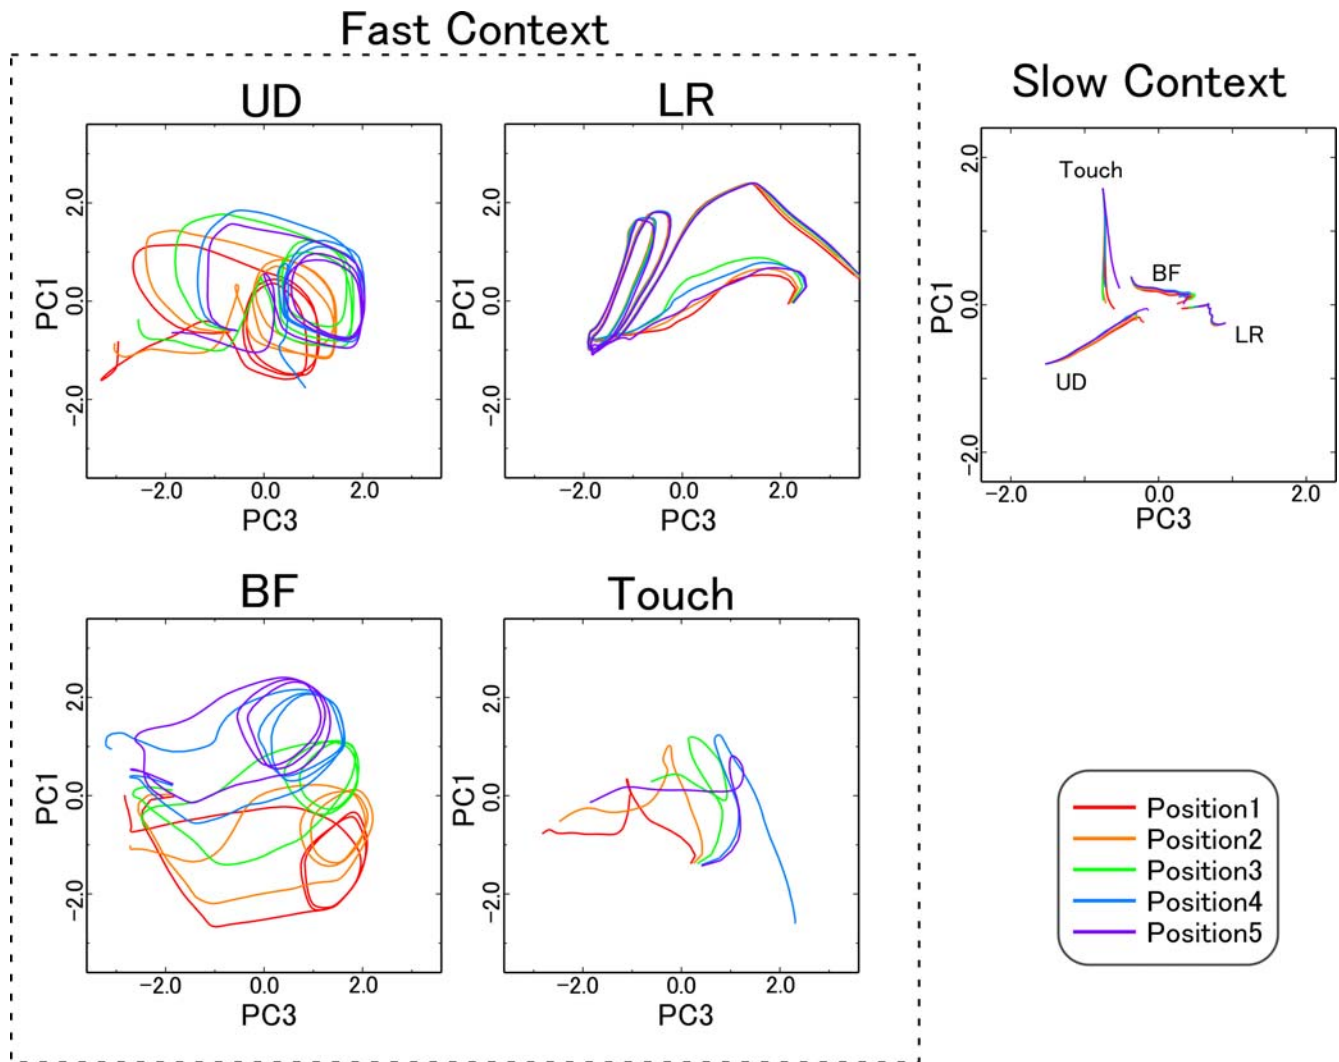 Fast Context
Slow Context
UD
LR
PC1
2.0
0.0
−2.0
−2.0
0.0
2.0
PC3
PC1
2.0
0.0
−2.0
−2.0
0.0
2.0
PC3
PC1
2.0
0.0
−2.0
Touch
BF
LR
UD
−2.0
0.0
2.0
PC3
BF
Touch
PC1
2.0
0.0
−2.0
−2.0
0.0
2.0
PC3
PC1
2.0
0.0
−2.0
−2.0
0.0
2.0
PC3
Position1
Position2
Position3
Position4
Position5